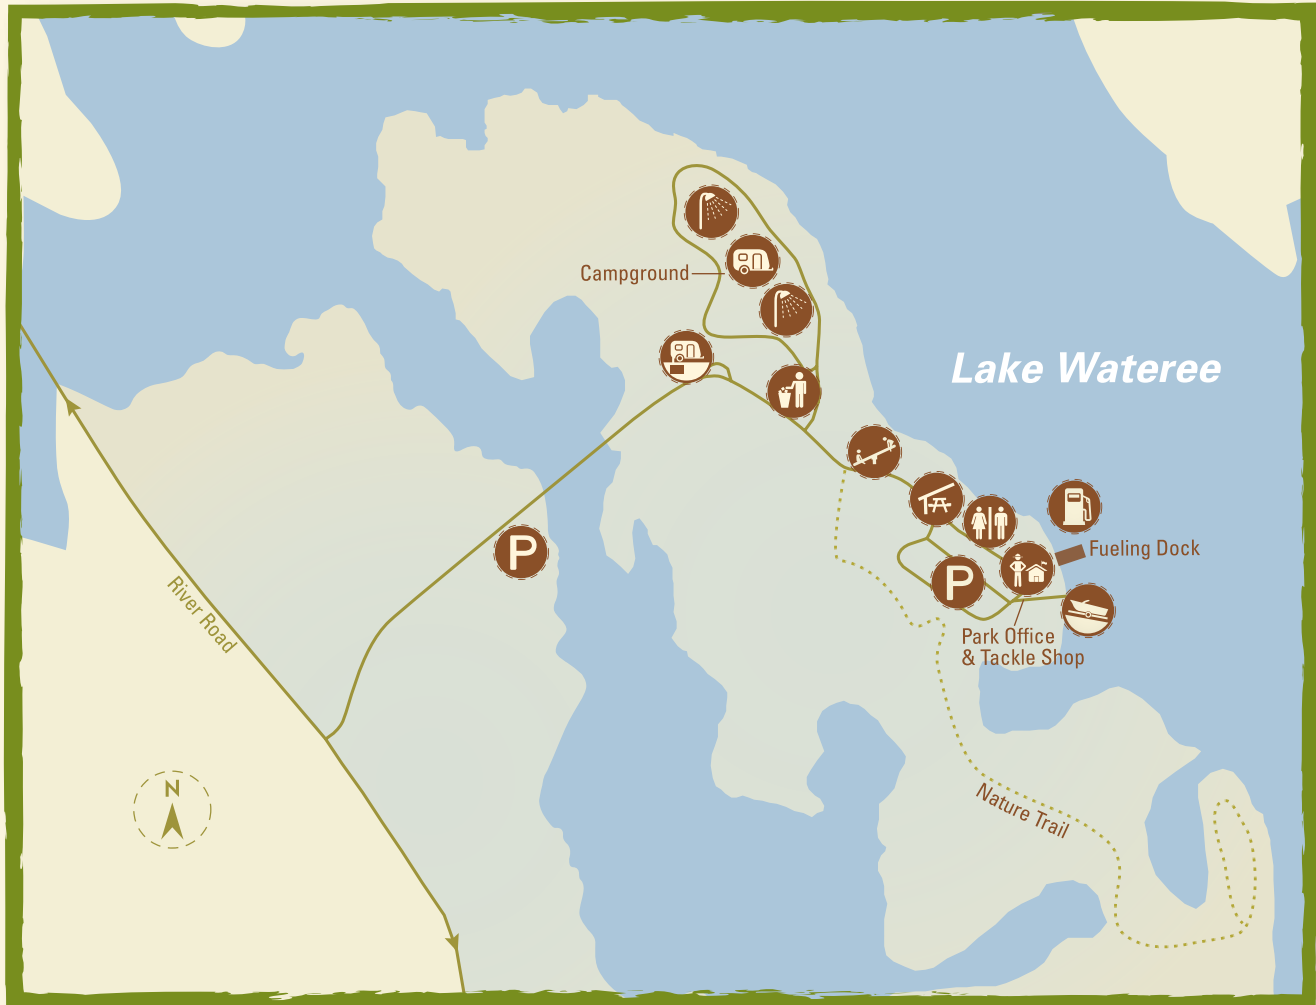 Campground
Lake Wateree
P
Fueling Dock
P
River Road
Park Office
& Tackle Shop
N
Nature Trail